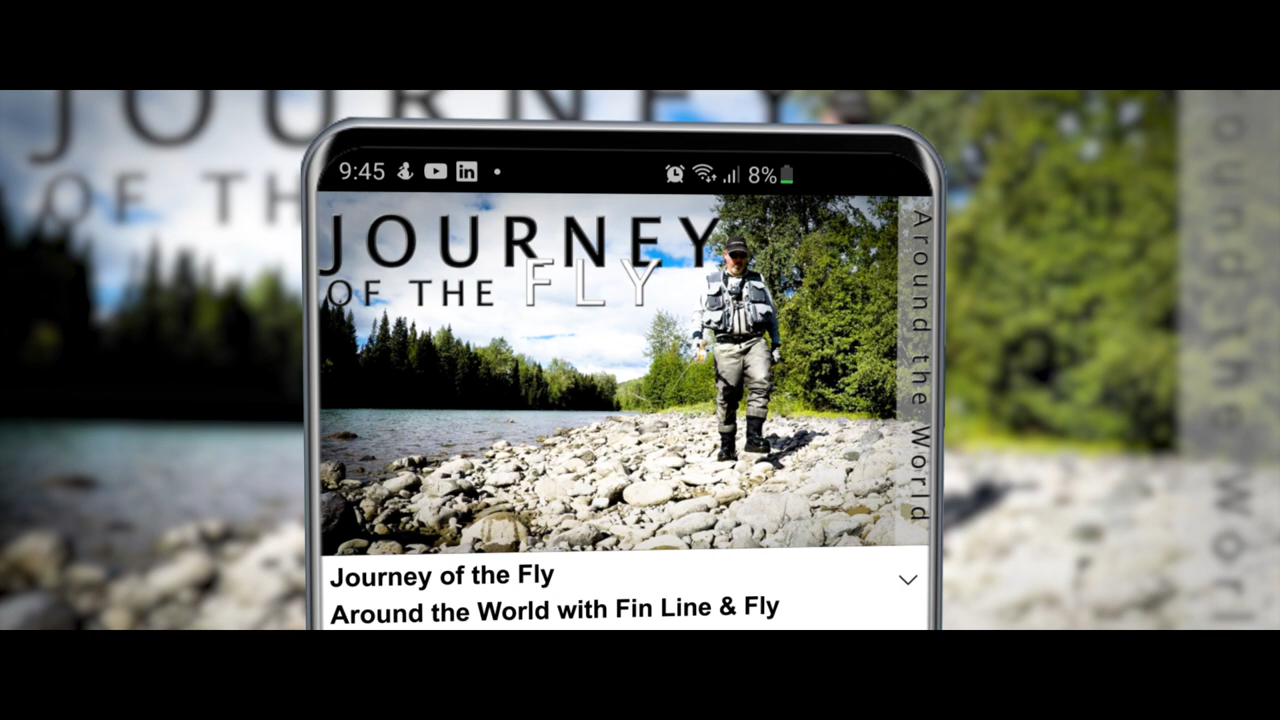 9:45
in
8%
JOURNEY
OF THE FLY
Around the World
Journey of the Fly
Around the World with Fin Line & Fly